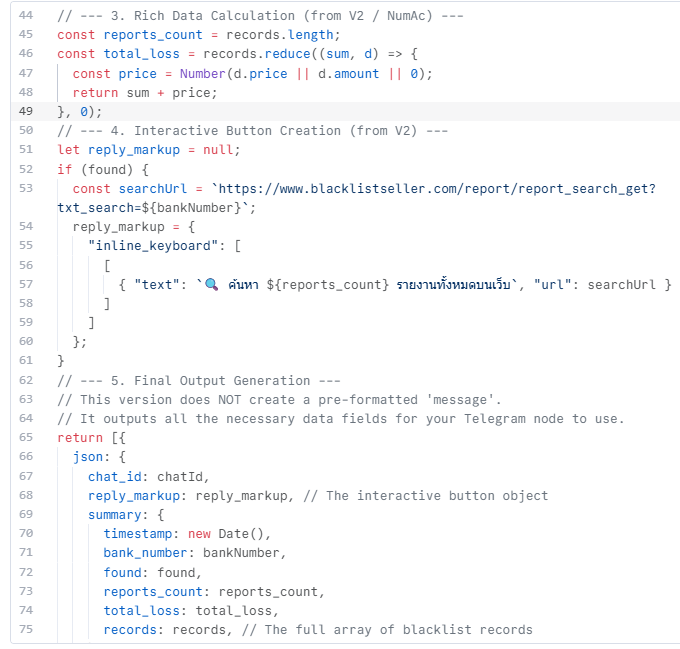 44 // --- 3. Rich Data Calculation (from V2 / NumAc) ---
45 const reports_count = records.length;
46 const total_loss = records.reduce((sum, d) => {
47   const price = Number(d.price || d.amount || 0);
48   return sum + price;
49 }, 0);
50 // --- 4. Interactive Button Creation (from V2) ---
51 let reply_markup = null;
52 if (found) {
53   const searchUrl = `https://www.blacklistseller.com/report/report_search_get?
txt_search=${bankNumber}`;
54   reply_markup = {
55     "inline_keyboard": [
56       [
57         { "text": `🔍 ค้นหา ${reports_count} รายงานทั้งหมดบนเว็บ`, "url": searchUrl }
58       ]
59     ]
60   };
61 }
62 // --- 5. Final Output Generation ---
63 // This version does NOT create a pre-formatted 'message'.
64 // It outputs all the necessary data fields for your Telegram node to use.
65 return [{
66   json: {
67     chat_id: chatId,
68     reply_markup: reply_markup, // The interactive button object
69     summary: {
70       timestamp: new Date(),
71       bank_number: bankNumber,
72       found: found,
73       reports_count: reports_count,
74       total_loss: total_loss,
75       records: records, // The full array of blacklist records